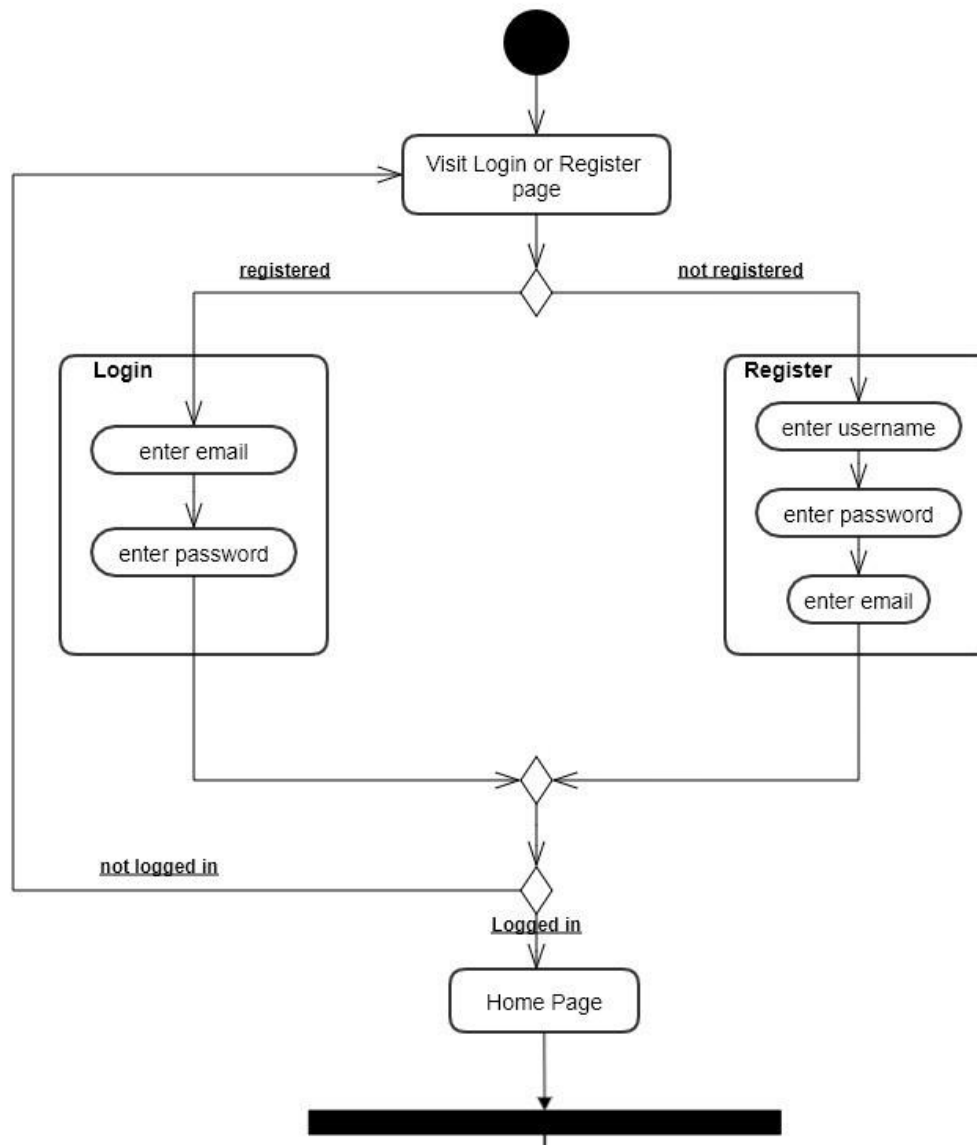 Visit Login or Register
page
registered
not registered
Login
enter email
enter password
Register
enter username
enter password
enter email
not logged in
Logged in
Home Page